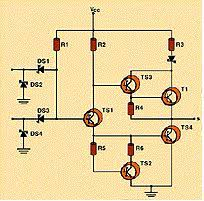 Vcc
R1 R2 R3
DS1
TS3
DS2
T1
R4
DS3
TS1
TS4
s
DS4
R5 R6
TS2